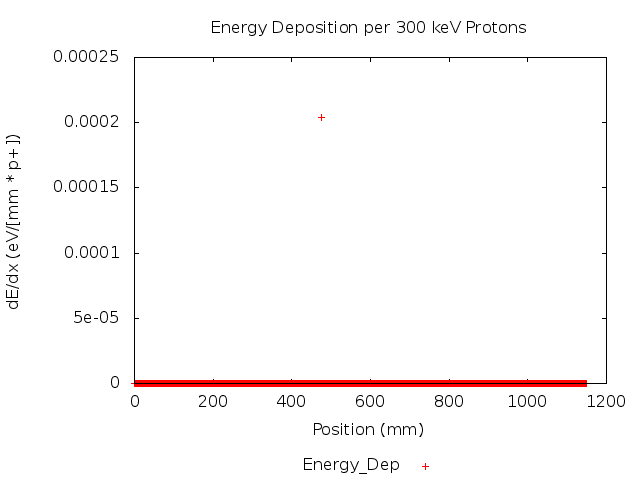 Energy Deposition per 300 keV Protons
0.00025
0.0002
0.00015
0.0001
5e-05
0
dE/dx (eV/[mm * p+])
0 200 400 600 800 1000 1200
Position (mm)
Energy_Dep